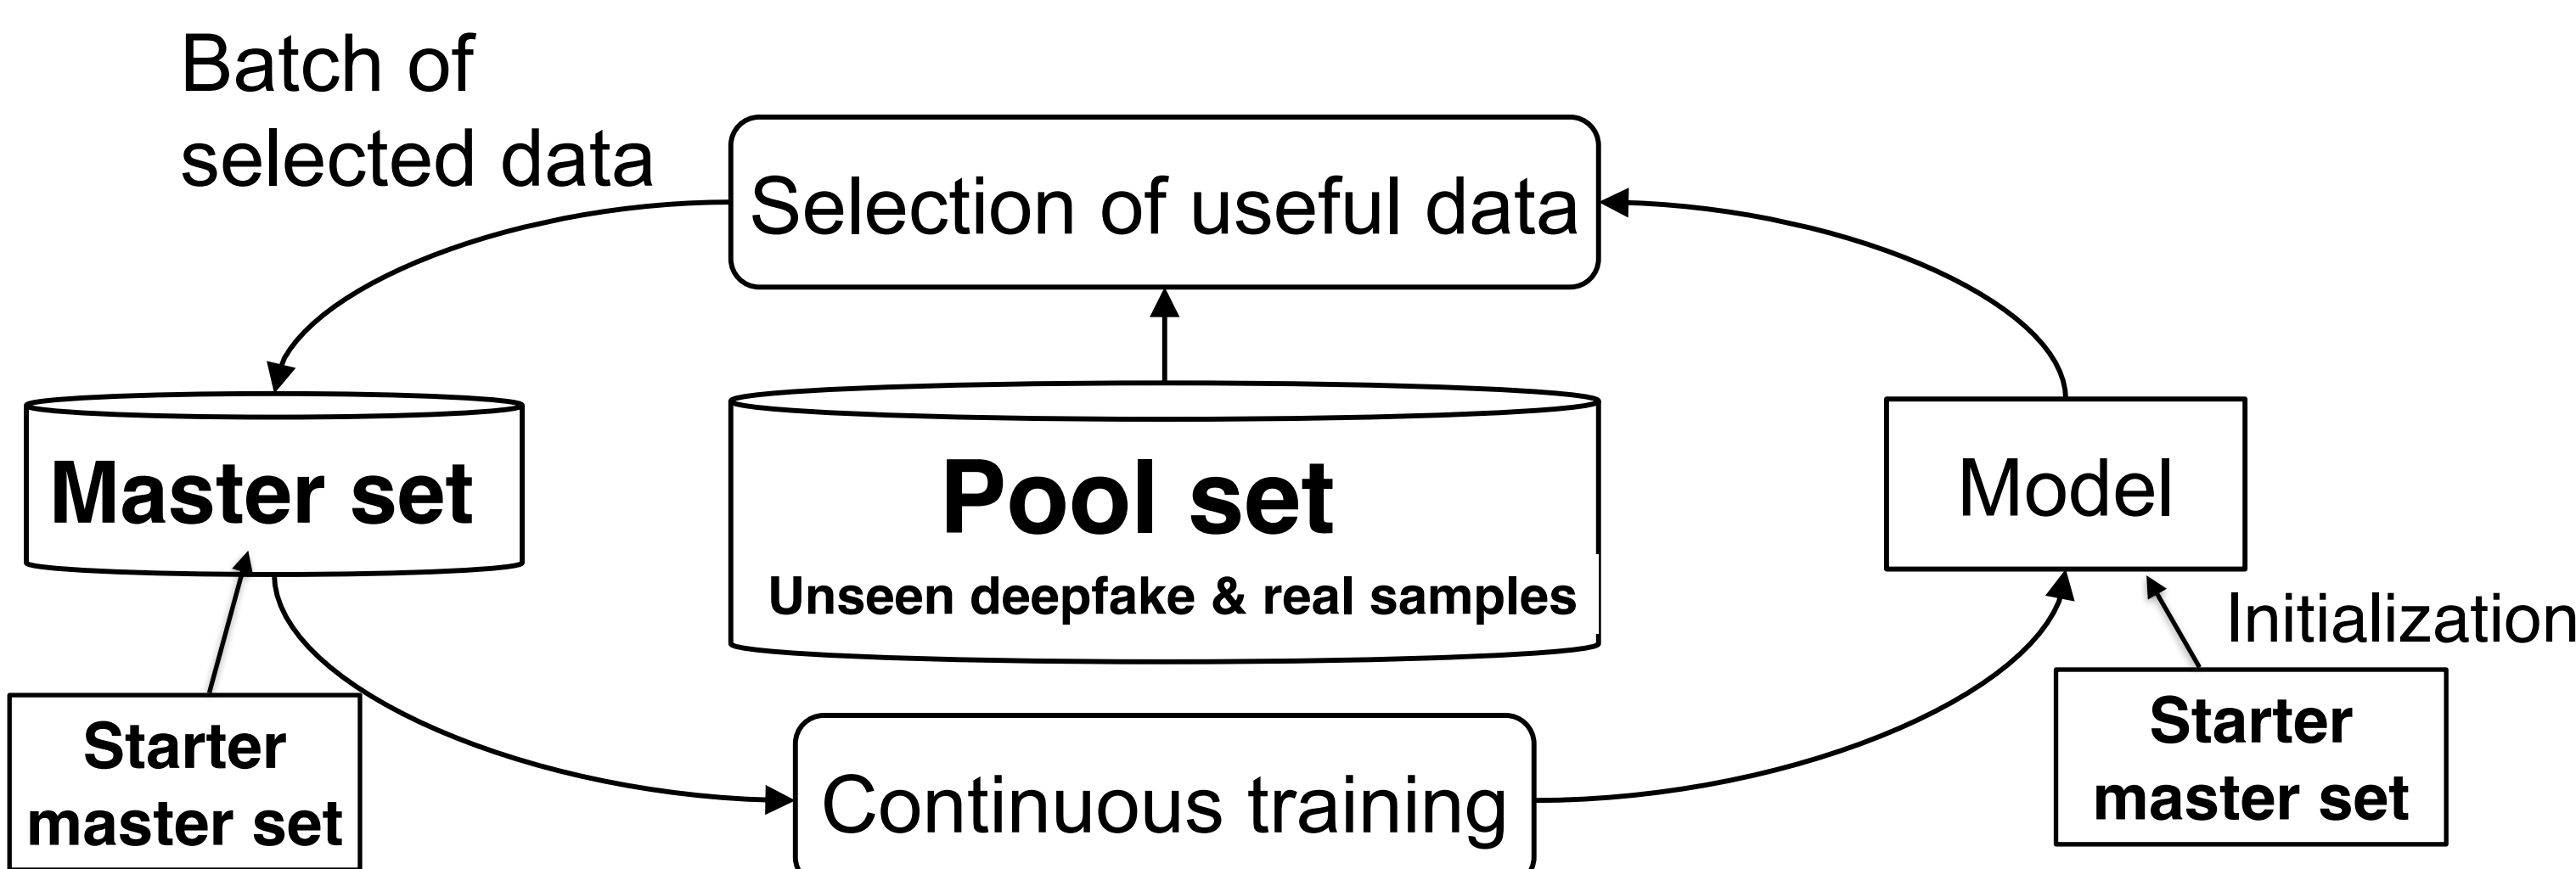 Batch of
selected data
Selection of useful data
Master set
Pool set
Unseen deepfake & real samples
Model
Initialization
Starter
master set
Continuous training
Starter
master set